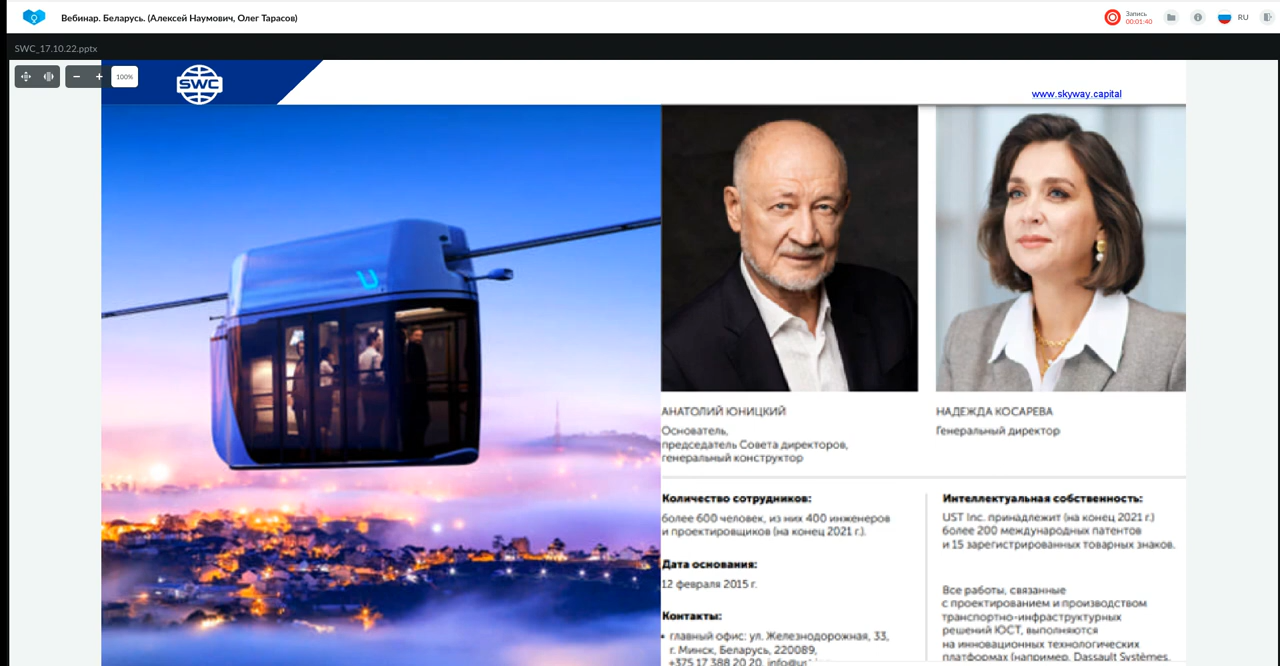 Вебинар. Беларусь. (Алексей Наумович, Олег Тарасов)
Запись
00:01:40
RU
SWC_17.10.22.pptx
100%
SWC
www.skyway.capital
АНАТОЛИЙ ЮНИЦКИЙ
Основатель,
председатель Совета директоров,
генеральный конструктор
НАДЕЖДА КОСАРЕВА
Генеральный директор
Количество сотрудников:
более 600 человек, из них 400 инженеров
и проектировщиков (на конец 2021 г.).
Дата основания:
12 февраля 2015 г.
Контакты:
главный офис: ул. Железнодорожная, 33,
г. Минск, Беларусь, 220089,
+375 17 388 20 20,
Интеллектуальная собственность:
UST Inc. принадлежит (на конец 2021 г.)
более 200 международных патентов
и 15 зарегистрированных товарных знаков.
Все работы, связанные
с проектированием и производством
транспортно-инфраструктурных
решений ЮСТ, выполняются
на инновационных технологических
платформах (например, Dassault Systèmes,